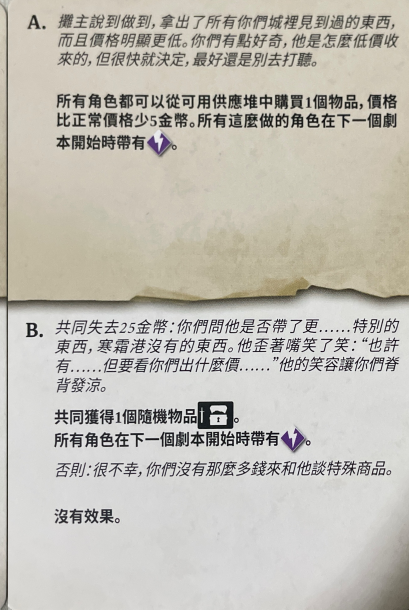 A. 攤主說到做到，拿出了所有你們城裡見到過的東西，
而且價格明顯更低。你們有點好奇，他是怎麼低價收
來的，但很快就決定，最好還是別去打聽。
所有角色都可以從可用供應堆中購買1個物品，價格
比正常價格少5金幣。所有這麼做的角色在下一個劇
本開始時帶有。
B. 共同失去25金幣：你們問他是否帶了更……特別的
東西，寒霜港沒有的東西。他歪著嘴笑了笑：“也許
有……但要看你們出什麼價……”他的笑容讓你們脊
背發涼。
共同獲得1個隨機物品。
所有角色在下一個劇本開始時帶有。
否則：很不幸，你們沒有那麼多錢來和他談特殊商品。
沒有效果。